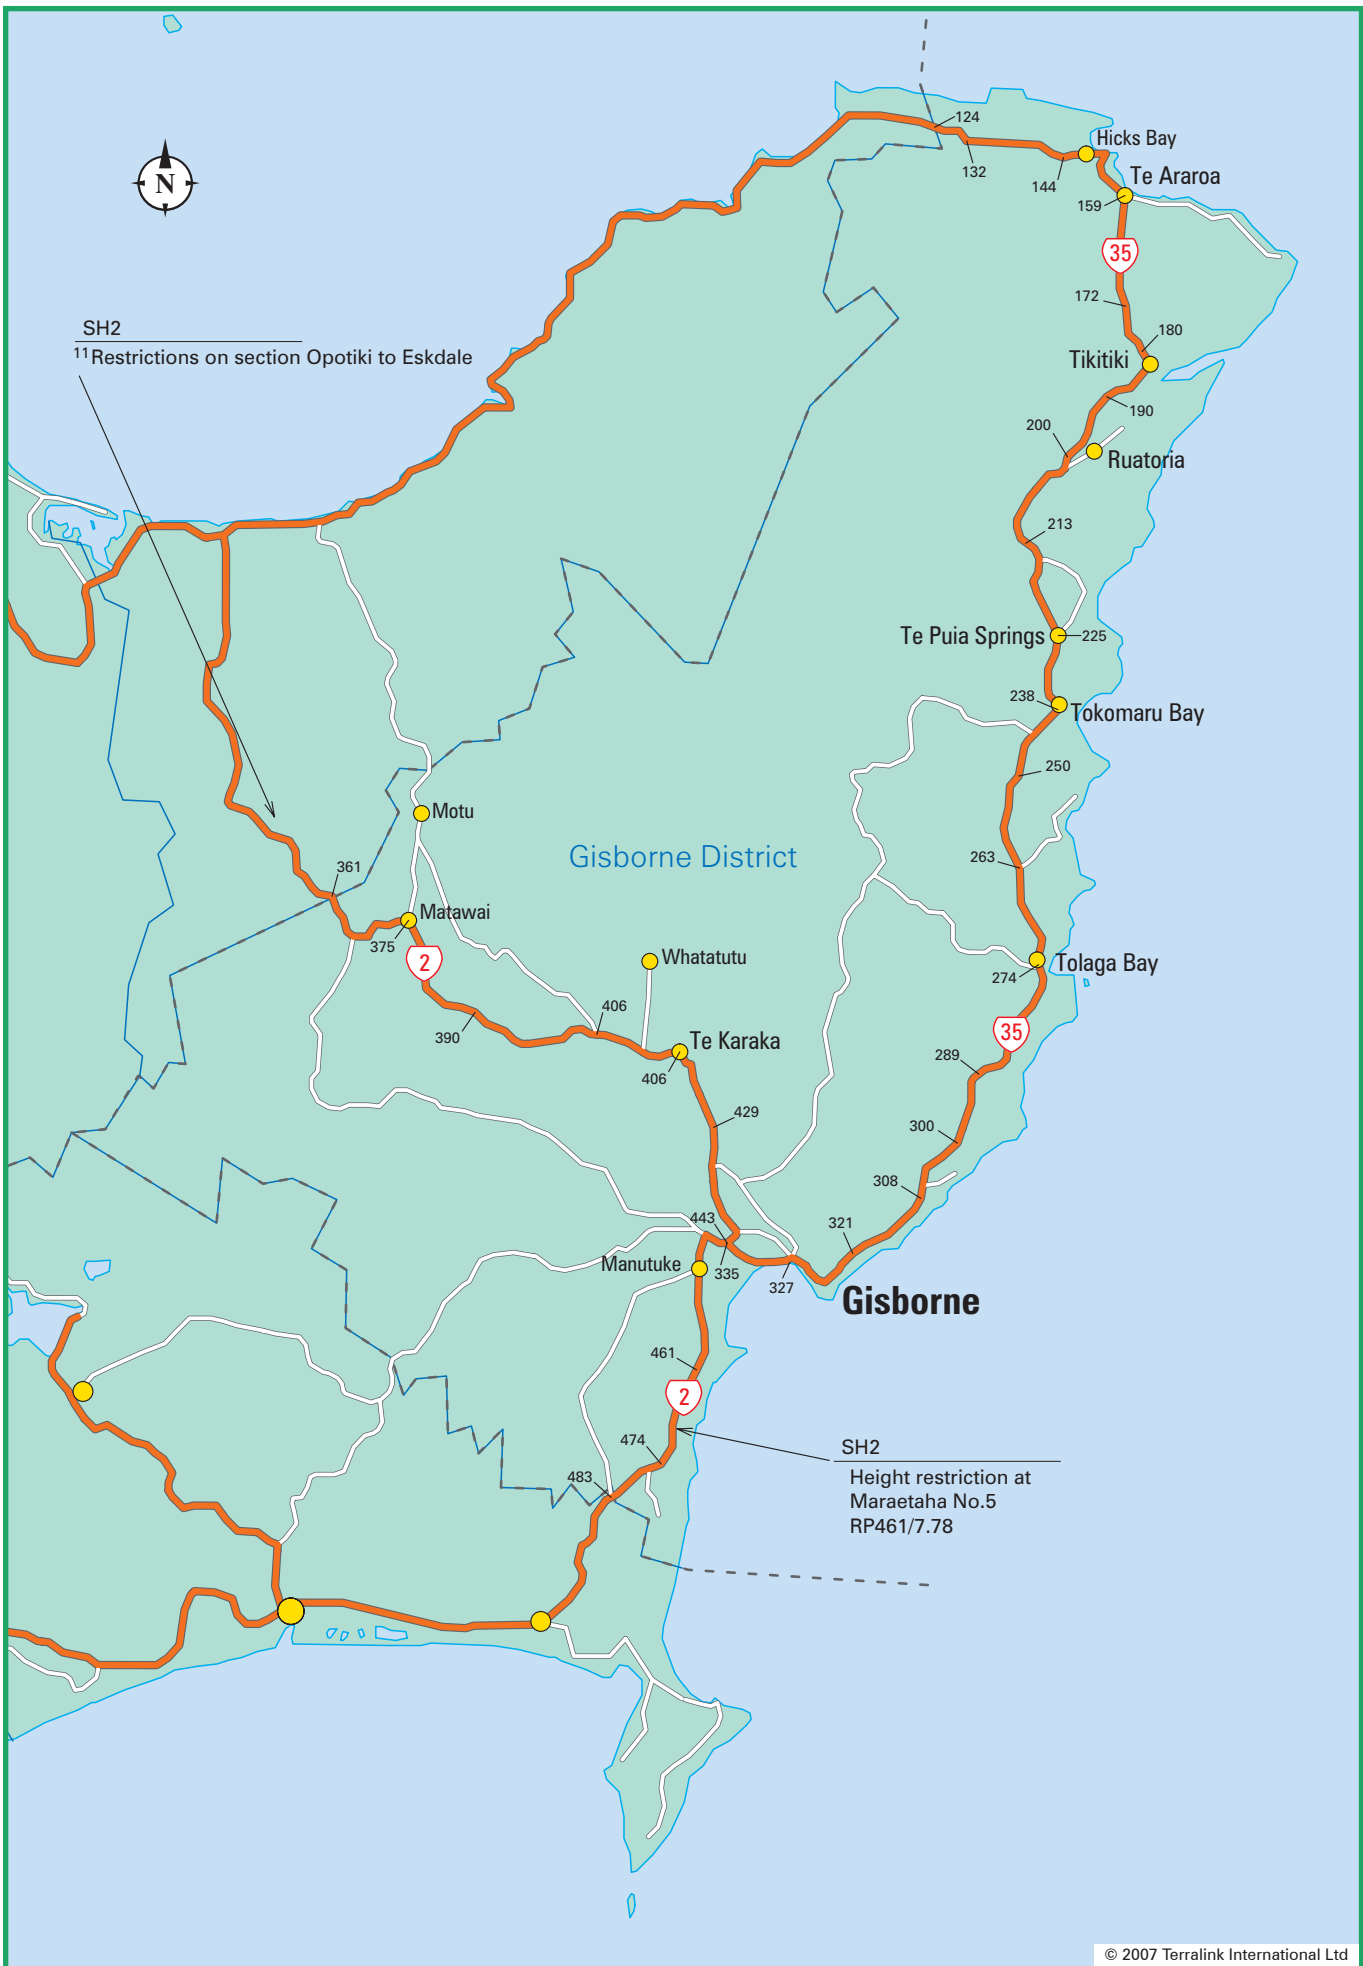 124
Hicks Bay
132
144
Te Araroa
159
N
35
172
SH2
11Restrictions on section Opotiki to Eskdale
180
Tikitiki
190
200
Ruatoria
213
Te Puia Springs
225
238
Tokomaru Bay
250
Motu
Gisborne District
263
361
Matawai
375
2
Whatatutu
Tolaga Bay
274
406
390
Te Karaka
406
35
289
429
300
308
443
321
Manutuke
335
327
Gisborne
461
2
474
SH2
483
Height restriction at
Maraetaha No.5
RP461/7.78
© 2007 Terralink International Ltd